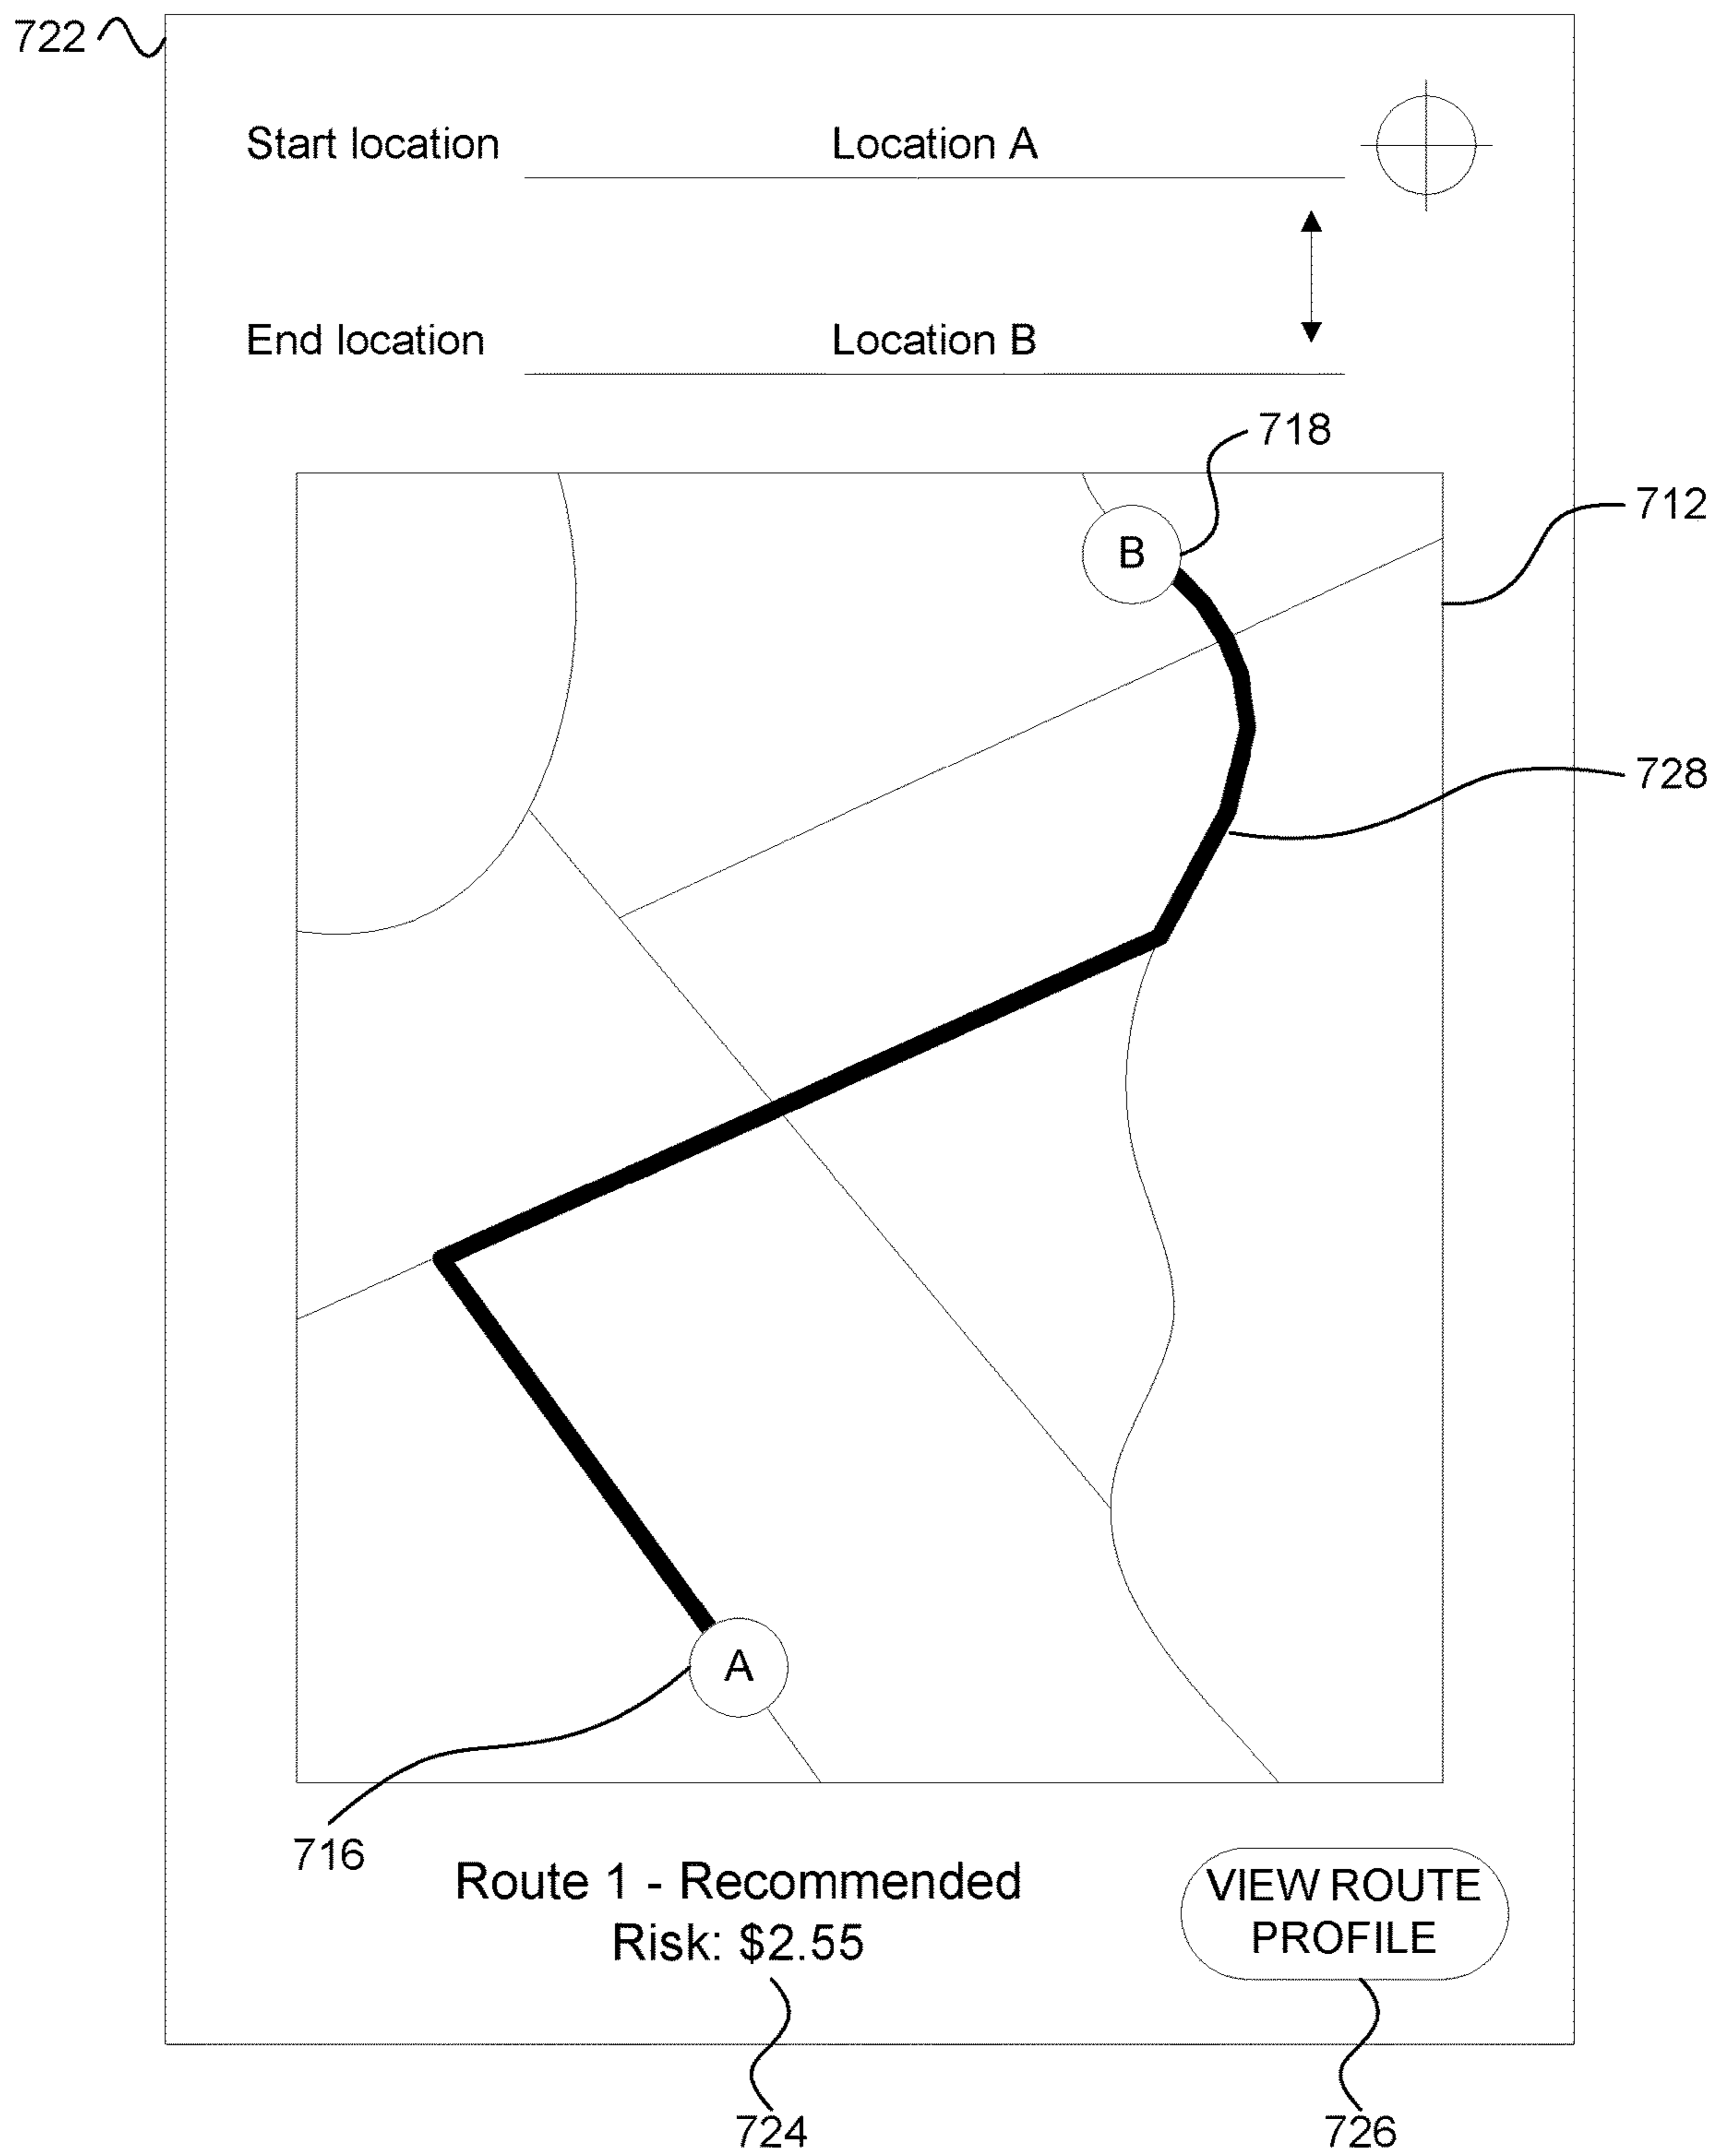 722
Start location Location A
End location Location B
718
712
B
728
A
716
Route 1 - Recommended
Risk: $2.55
VIEW ROUTE
PROFILE
724
726